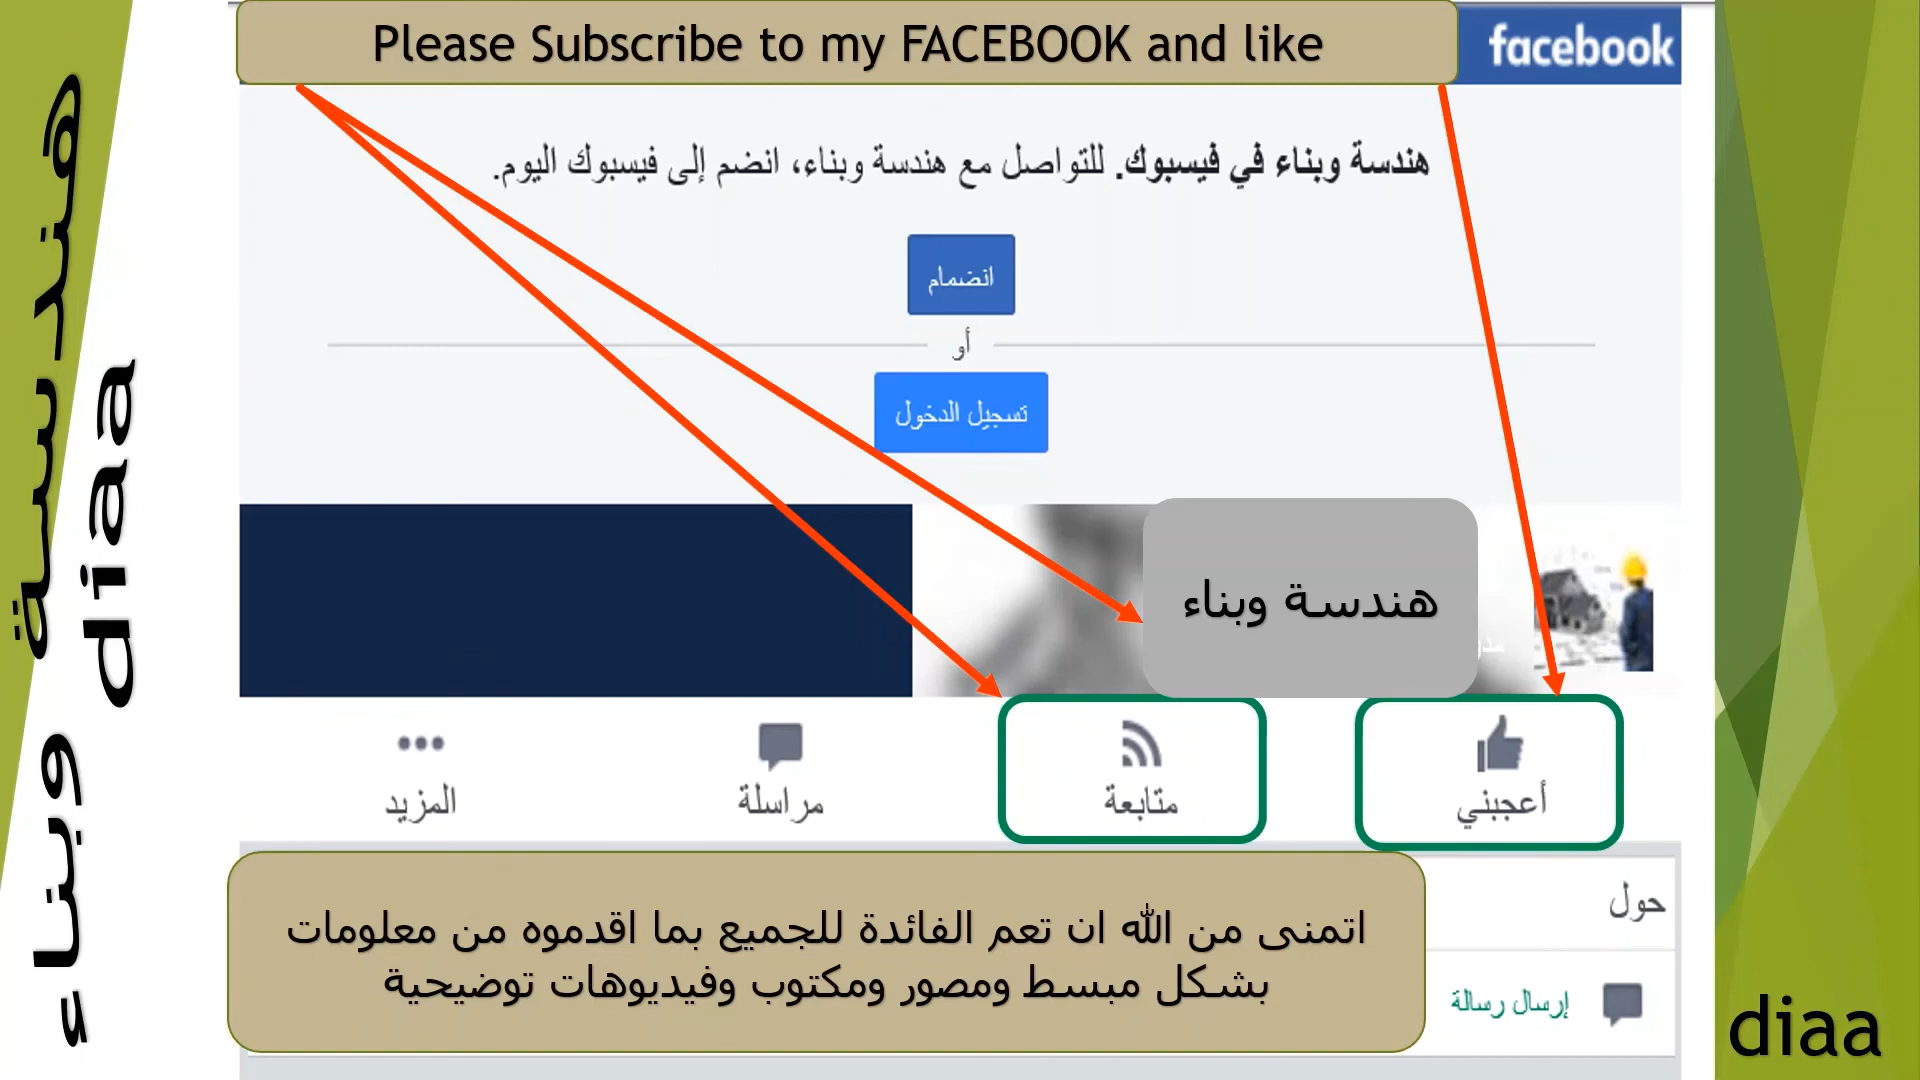 Please Subscribe to my FACEBOOK and like
facebook
هندسة وبناء في فيسبوك. للتواصل مع هندسة وبناء، انضم إلى فيسبوك اليوم.
انضمام
أو
تسجيل الدخول
هندسة وبناء
أعجبني
متابعة
مراسلة
المزيد
حول
إرسال رسالة
اتمنى من الله ان تعم الفائدة للجميع بما اقدموه من معلومات
بشكل مبسط ومصور ومكتوب وفيديوهات توضيحية
هندسة وبناء
diaa
diaa